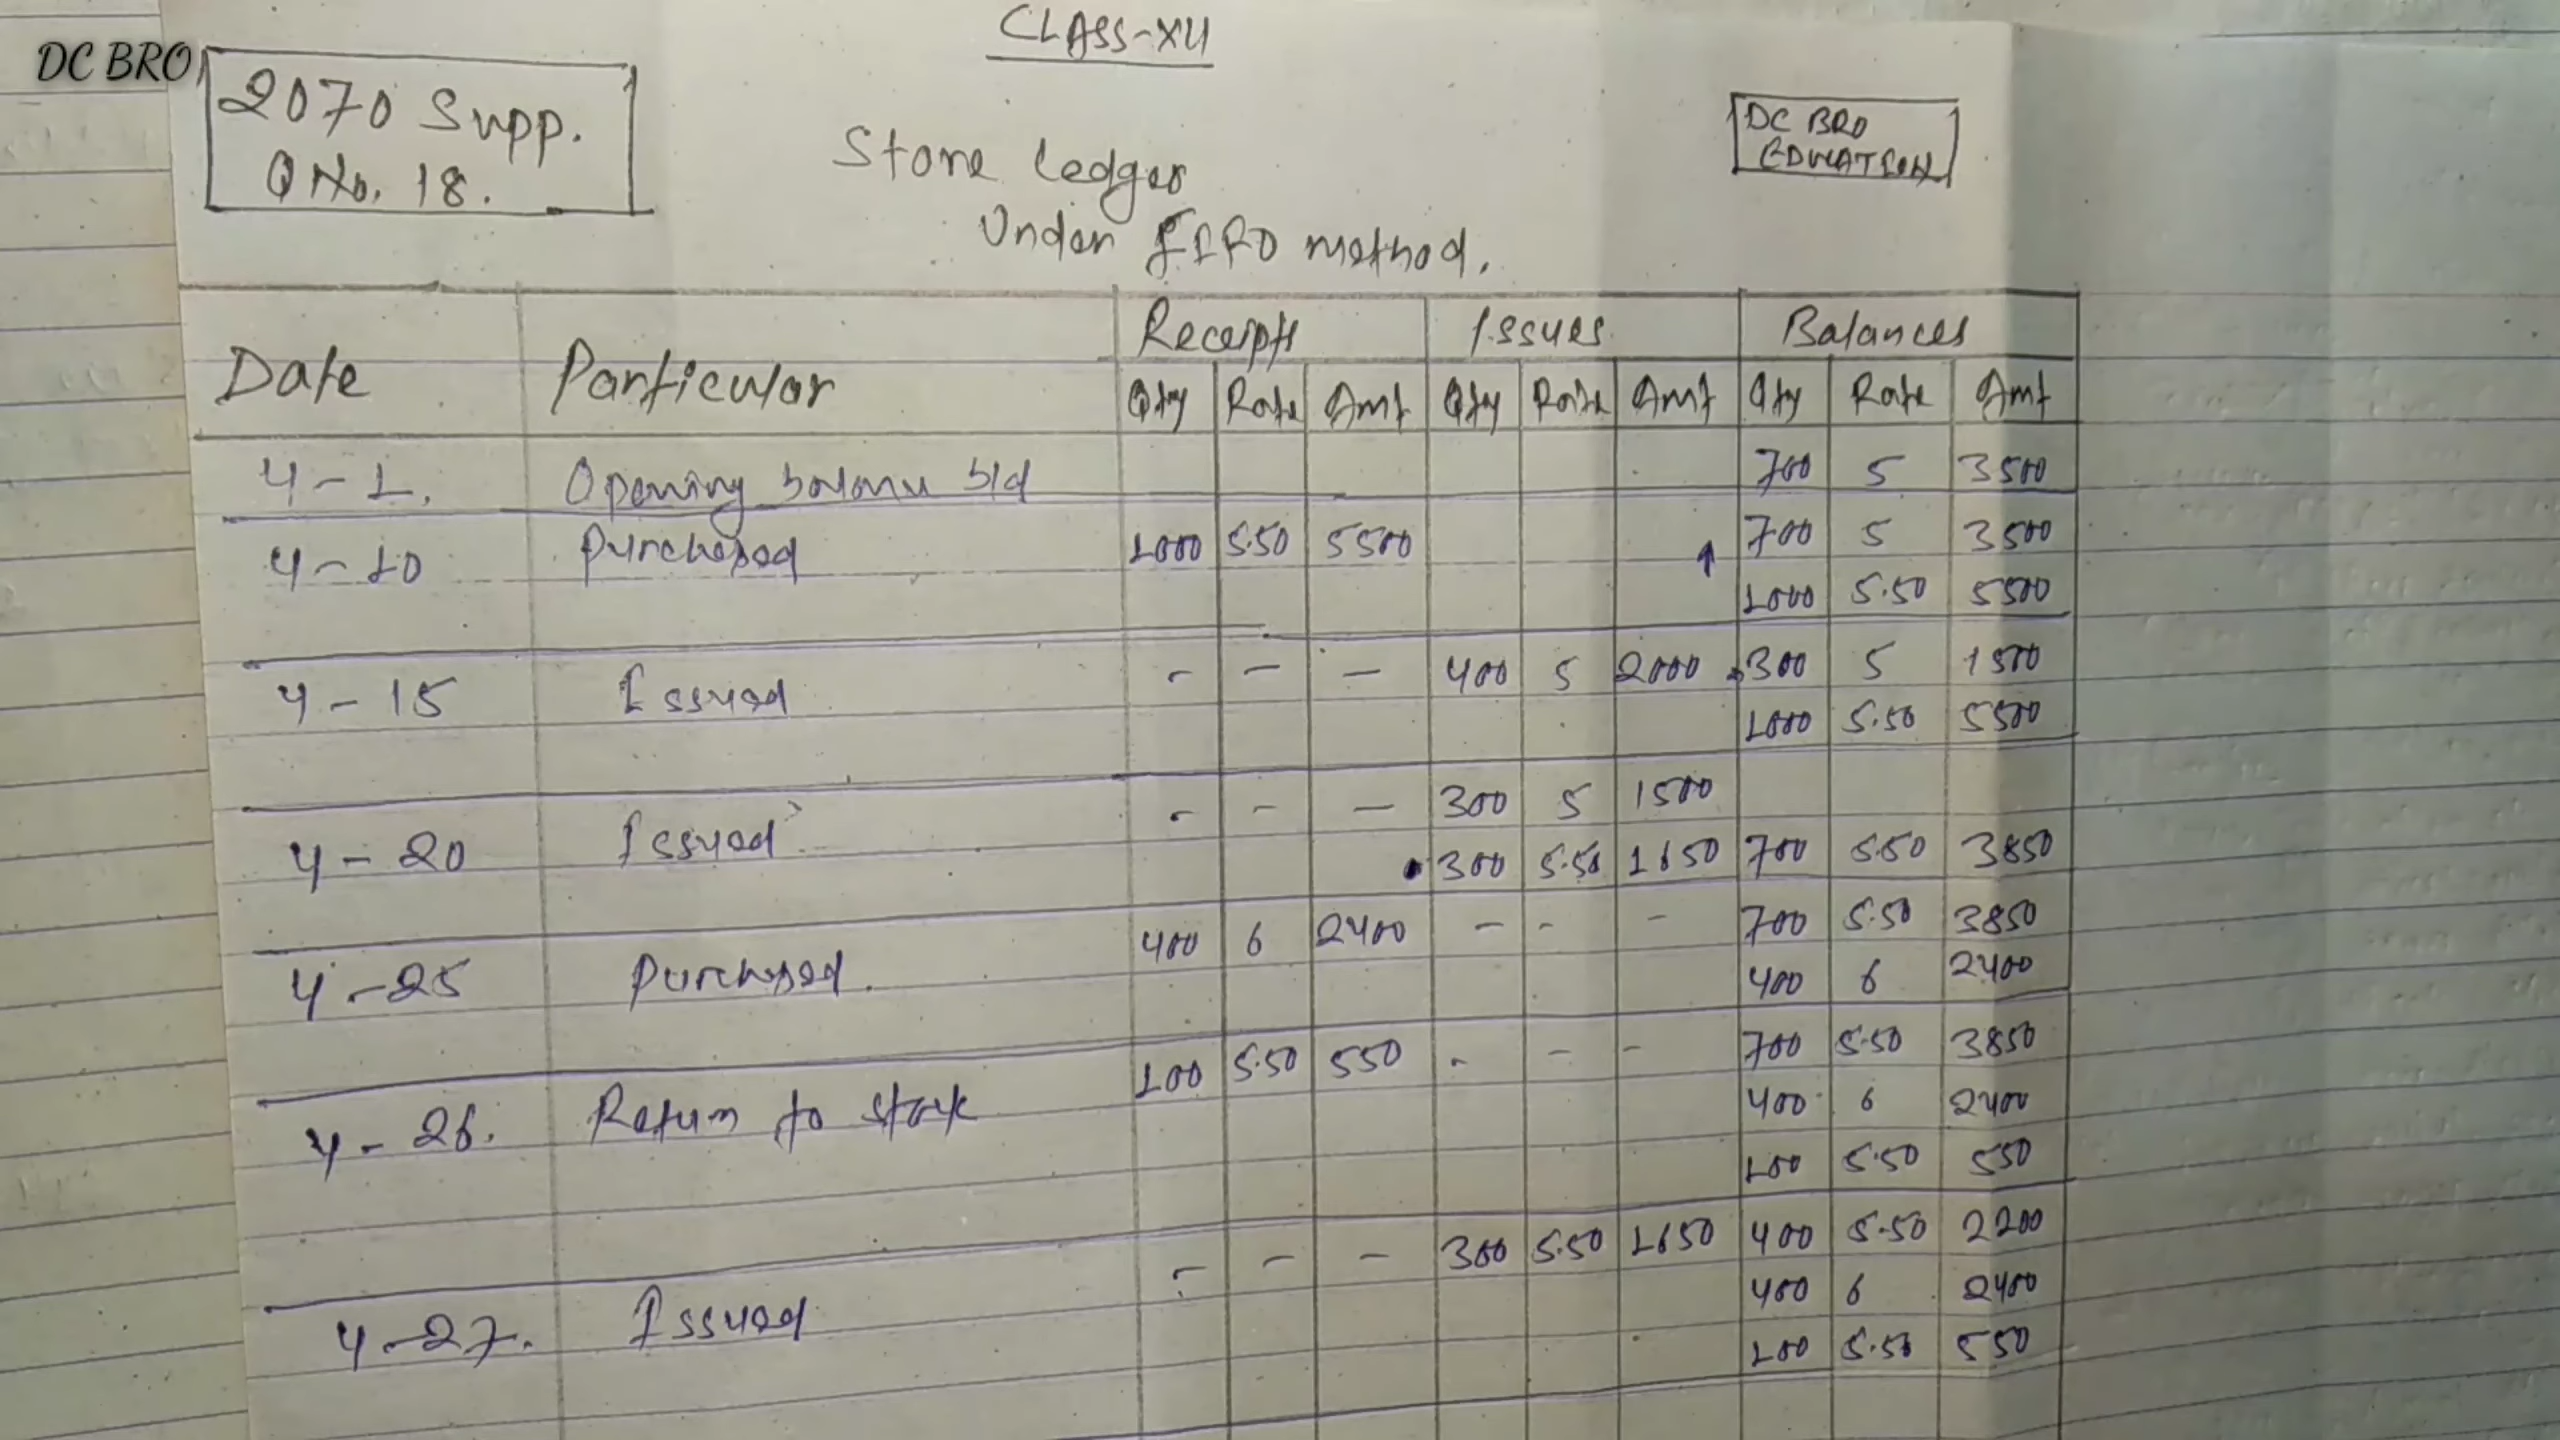 CLASS-XII
DC BRO
2070 Supp.
Q No. 18.
DC BRO
EDUCATION
Store Ledger
Under FIFO method.
Date Particular Receipts Issues Balances
Qty Rate Amt Qty Rate Amt Qty Rate Amt
4-1. Opening balance b/d 700 5 3500
4-10 Purchased 1000 5.50 5500 700 5 3500
1000 5.50 5500
4-15 Issued - - - 400 5 2000 300 5 1500
1000 5.50 5500
4-20 Issued - - - 300 5 1500
300 5.50 1650 700 5.50 3850
4-25 Purchased. 400 6 2400 - - - 700 5.50 3850
400 6 2400
4-26. Return to store 100 5.50 550 - - - 700 5.50 3850
400 6 2400
100 5.50 550
4-27. Issued - - - 300 5.50 1650 400 5.50 2200
400 6 2400
100 5.50 550